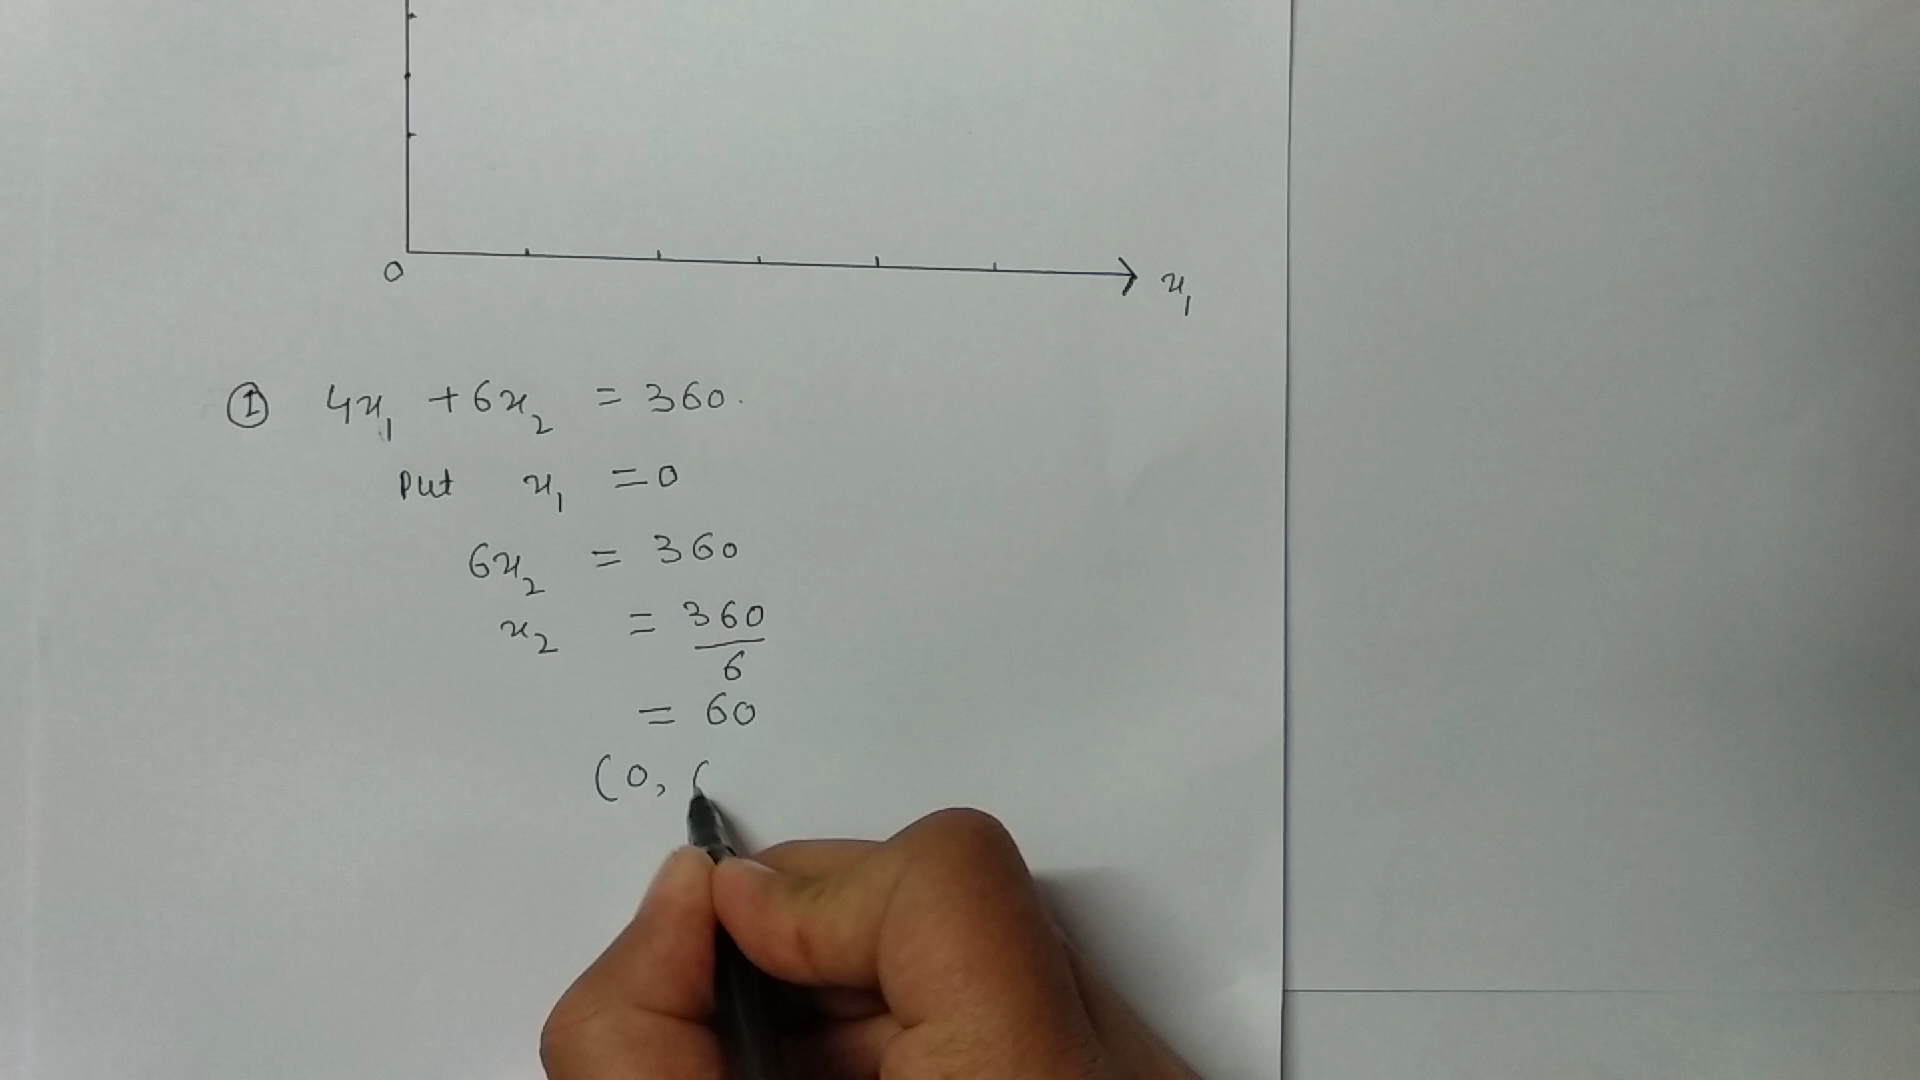 0
x₁
① 4x₁ + 6x₂ = 360.
Put x₁ = 0
6x₂ = 360
x₂ = 360/6
= 60
(0,